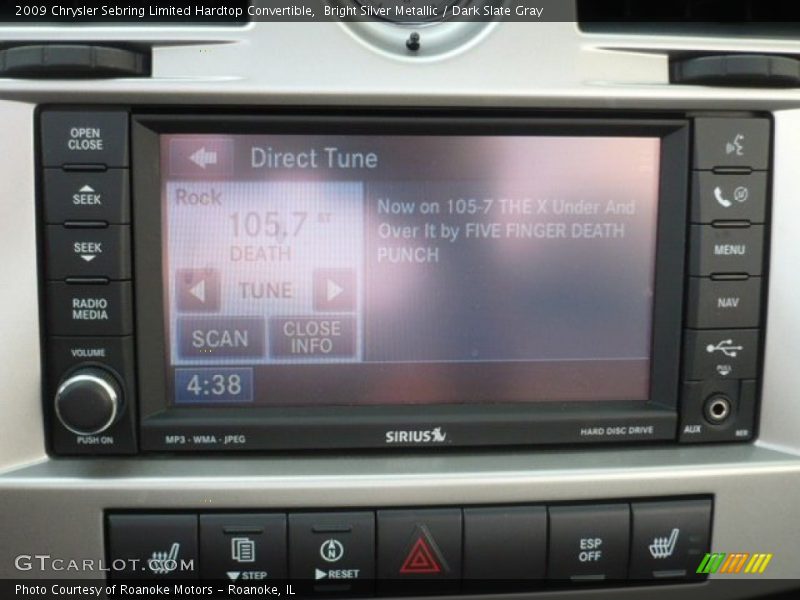 2009 Chrysler Sebring Limited Hardtop Convertible,  Bright Silver Metallic / Dark Slate Gray
OPEN
CLOSE
SEEK
SEEK
RADIO
MEDIA
VOLUME
PUSH ON
Direct Tune
Rock
105.7 ST
DEATH
TUNE
SCAN
CLOSE
INFO
4:38
Now on 105-7 THE X Under And
Over It by FIVE FINGER DEATH
PUNCH
MP3 - WMA - JPEG
SIRIUS
HARD DISC DRIVE
MENU
NAV
PULL
AUX
STEP
N
RESET
ESP
OFF
GTCARLOT.COM
Photo Courtesy of Roanoke Motors – Roanoke, IL